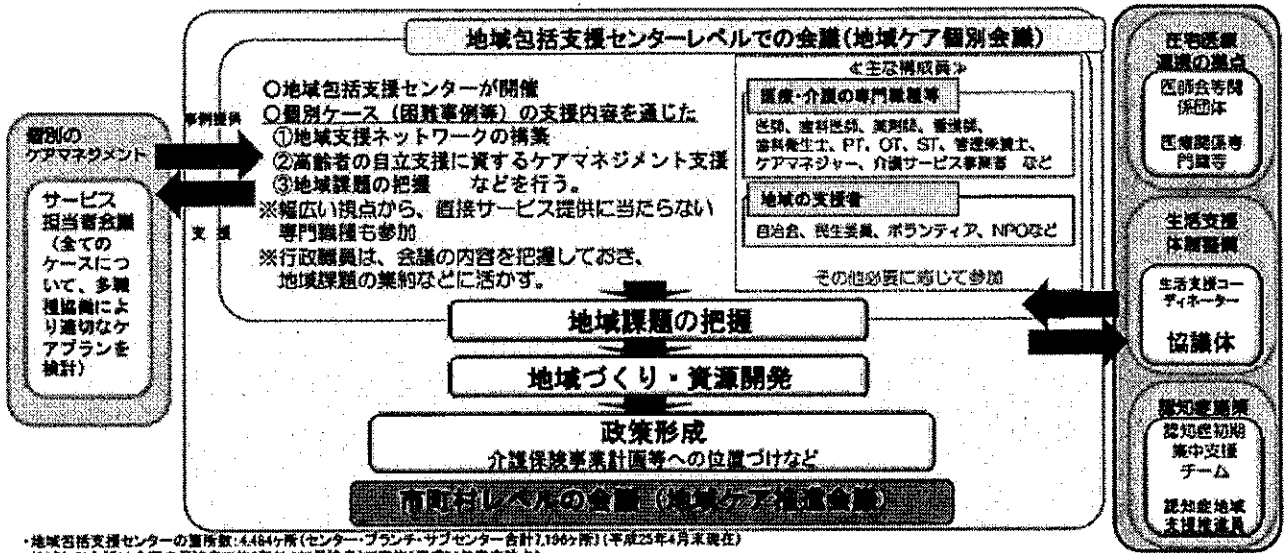 地域包括支援センターレベルでの会議(地域ケア個別会議)
個別の
ケアマネジメント
サービス
担当者会議
(全ての
ケースにつ
いて、多職
種協働によ
り適切なケ
アプランを
検討)
事例提供
支 援
○地域包括支援センターが開催
○個別ケース(困難事例等)の支援内容を通じた
①地域支援ネットワークの構築
②高齢者の自立支援に資するケアマネジメント支援
③地域課題の把握 などを行う。
※幅広い視点から、直接サービス提供に当たらない
専門職種も参加
※行政職員は、会議の内容を把握しておき、
地域課題の集約などに活かす。
≪主な構成員≫
医療・介護の専門職種等
医師、歯科医師、薬剤師、看護師、
歯科衛生士、PT、OT、ST、管理栄養士、
ケアマネジャー、介護サービス事業者 など
地域の支援者
自治会、民生委員、ボランティア、NPOなど
その他必要に応じて参加
地域課題の把握
地域づくり・資源開発
政策形成
介護保険事業計画等への位置づけなど
市町村レベルの会議(地域ケア推進会議)
在宅医療
連携の拠点
医師会等関
係団体
医療関係専
門職等
生活支援
体制整備
生活支援コー
ディネーター
協議体
認知症施策
認知症初期
集中支援
チーム
認知症地域
支援推進員
・地域包括支援センターの箇所数:4,484ヶ所(センター・ブランチ・サブセンター合計7,196ヶ所)(平成25年4月末現在)